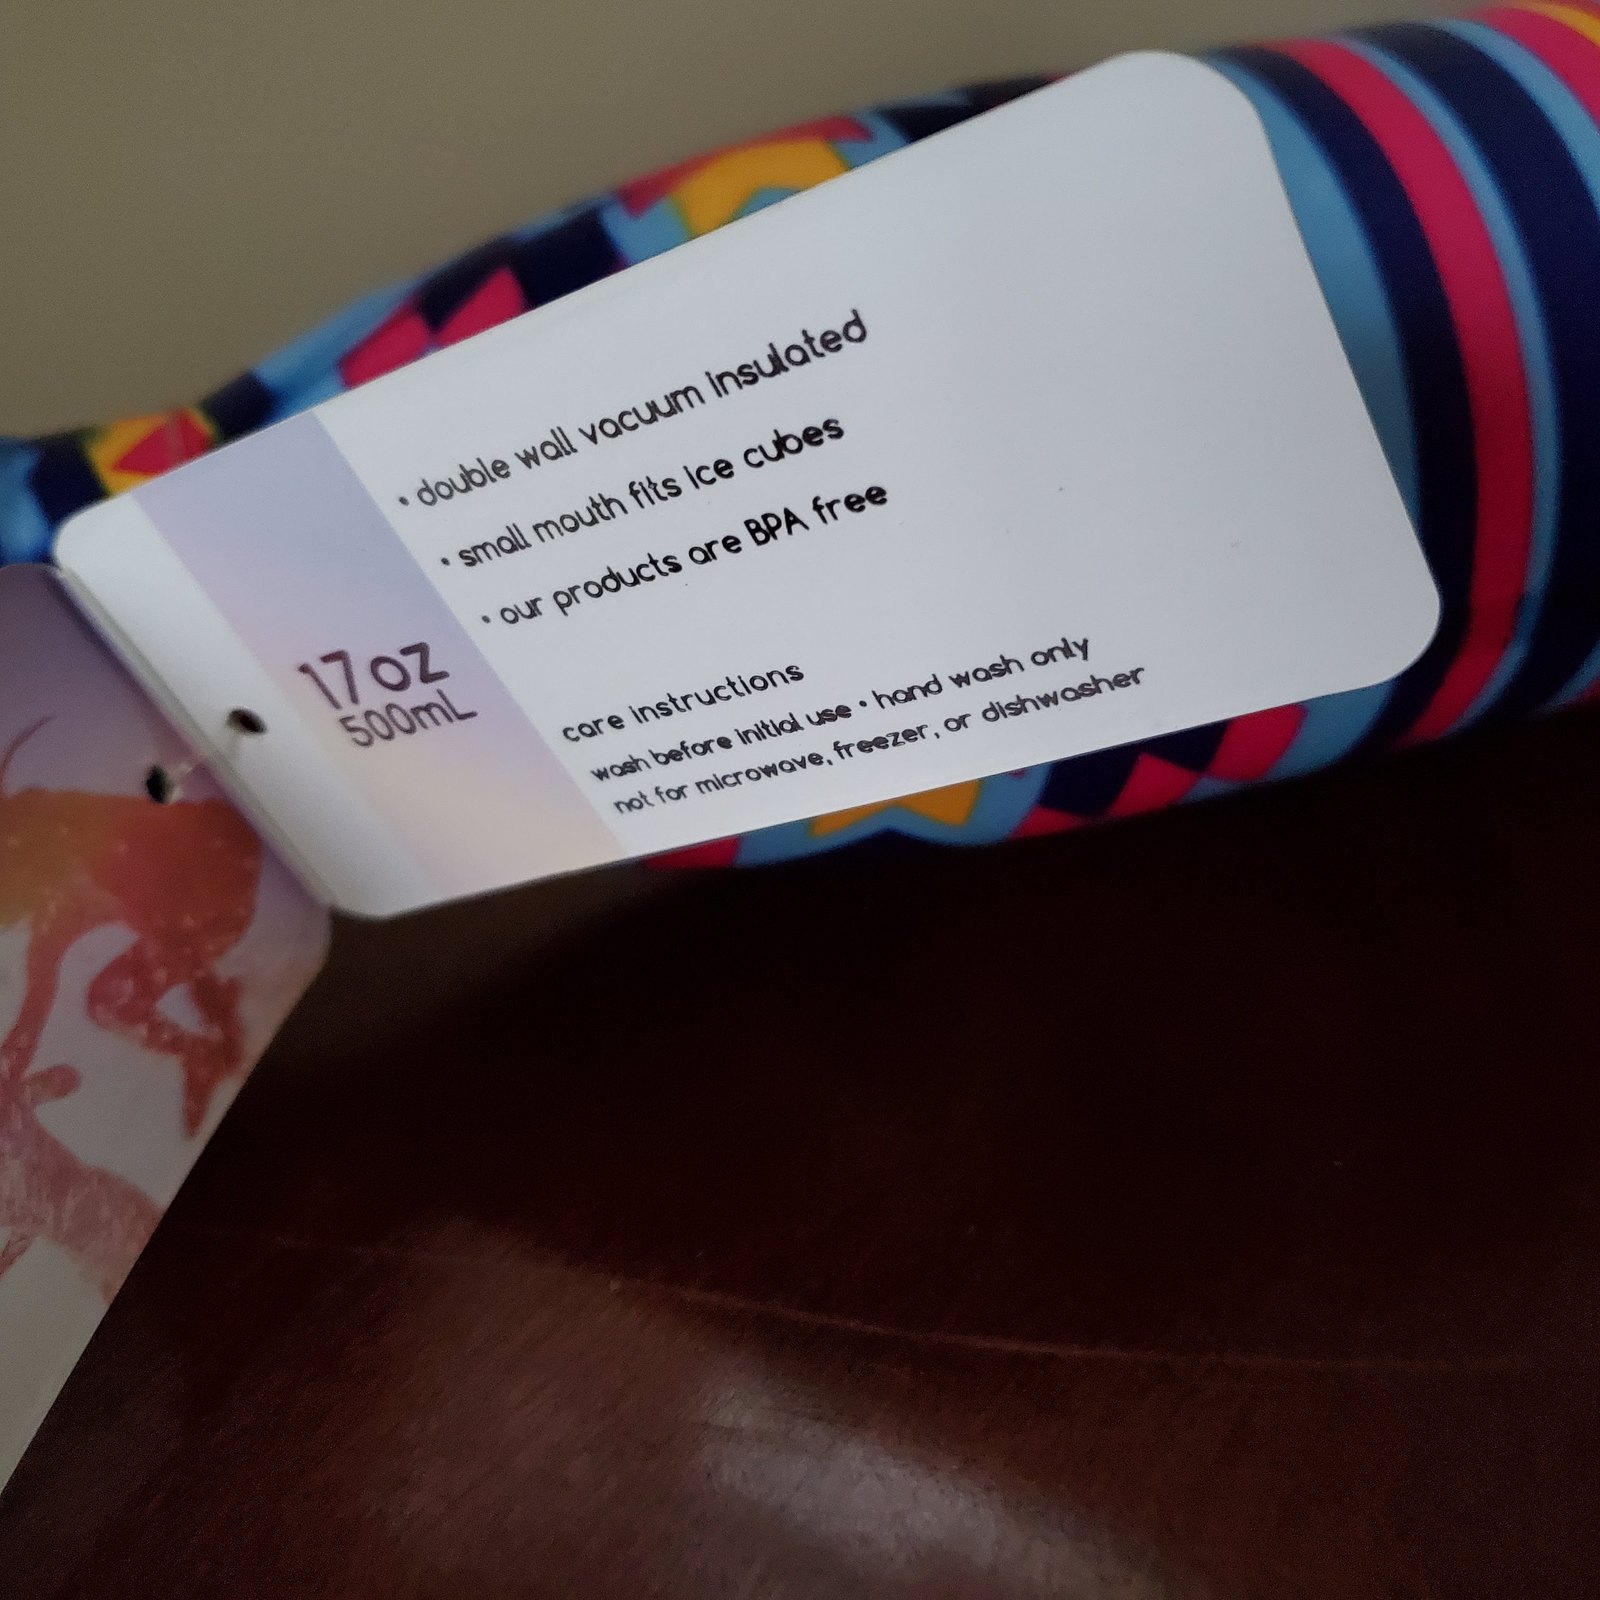 • double wall vacuum insulated
• small mouth fits ice cubes
• our products are BPA free
17oz
500mL
care instructions
wash before initial use • hand wash only
not for microwave, freezer, or dishwasher